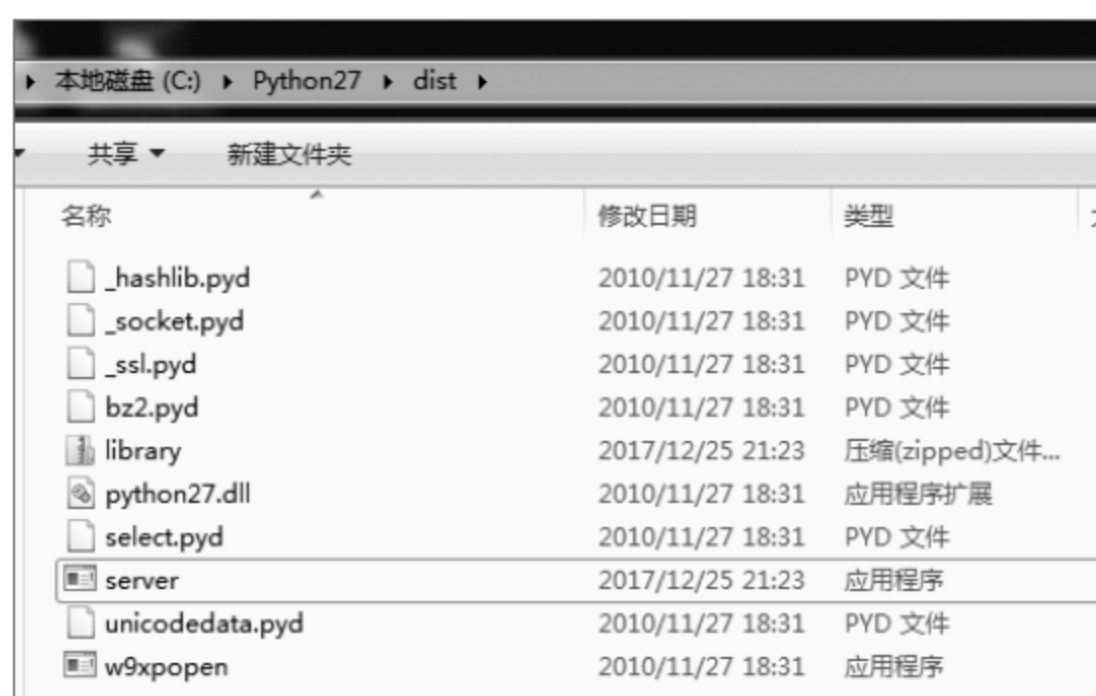 本地磁盘 (C:) Python27 dist
共享 新建文件夹
名称 修改日期 类型
_hashlib.pyd 2010/11/27 18:31 PYD 文件
_socket.pyd 2010/11/27 18:31 PYD 文件
_ssl.pyd 2010/11/27 18:31 PYD 文件
bz2.pyd 2010/11/27 18:31 PYD 文件
library 2017/12/25 21:23 压缩(zipped)文件...
python27.dll 2010/11/27 18:31 应用程序扩展
select.pyd 2010/11/27 18:31 PYD 文件
server 2017/12/25 21:23 应用程序
unicodedata.pyd 2010/11/27 18:31 PYD 文件
w9xpopen 2010/11/27 18:31 应用程序